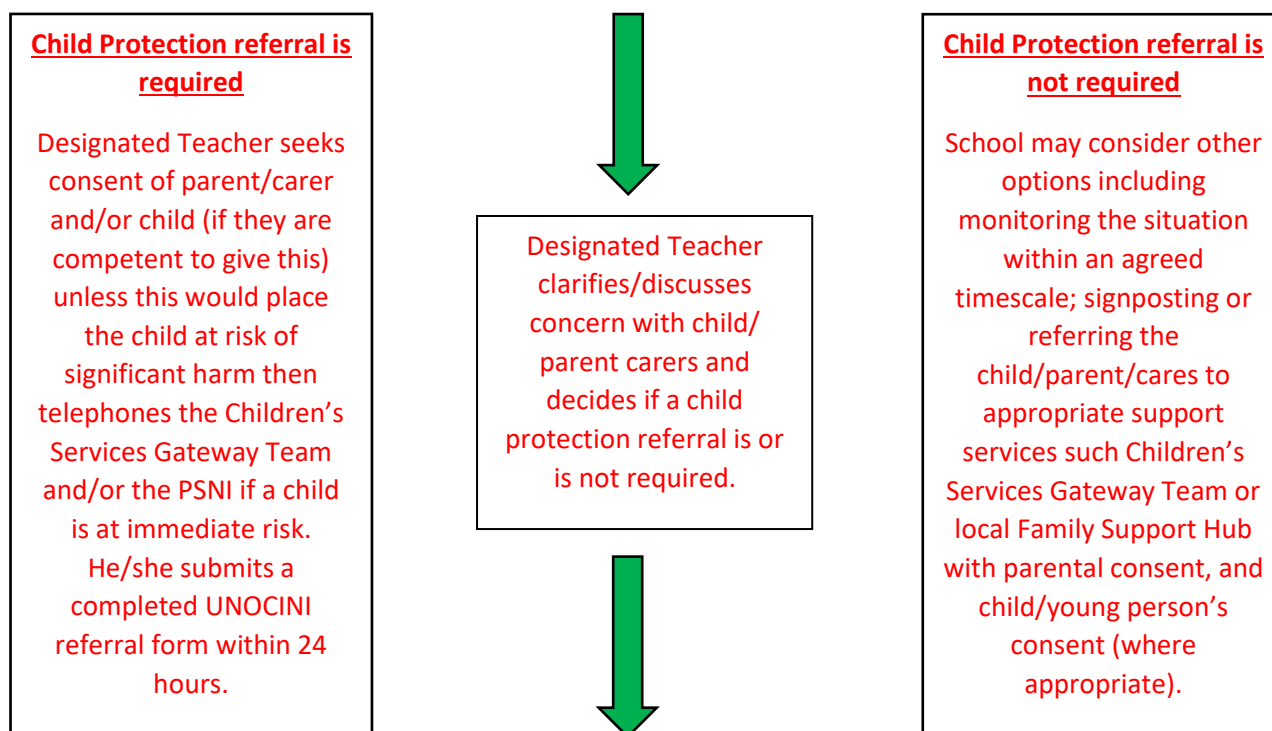 Child Protection referral is
required
Designated Teacher seeks
consent of parent/carer
and/or child (if they are
competent to give this)
unless this would place
the child at risk of
significant harm then
telephones the Children’s
Services Gateway Team
and/or the PSNI if a child
is at immediate risk.
He/she submits a
completed UNOCINI
referral form within 24
hours.
Designated Teacher
clarifies/discusses
concern with child/
parent carers and
decides if a child
protection referral is or
is not required.
Child Protection referral is
not required
School may consider other
options including
monitoring the situation
within an agreed
timescale; signposting or
referring the
child/parent/cares to
appropriate support
services such Children’s
Services Gateway Team or
local Family Support Hub
with parental consent, and
child/young person’s
consent (where
appropriate).